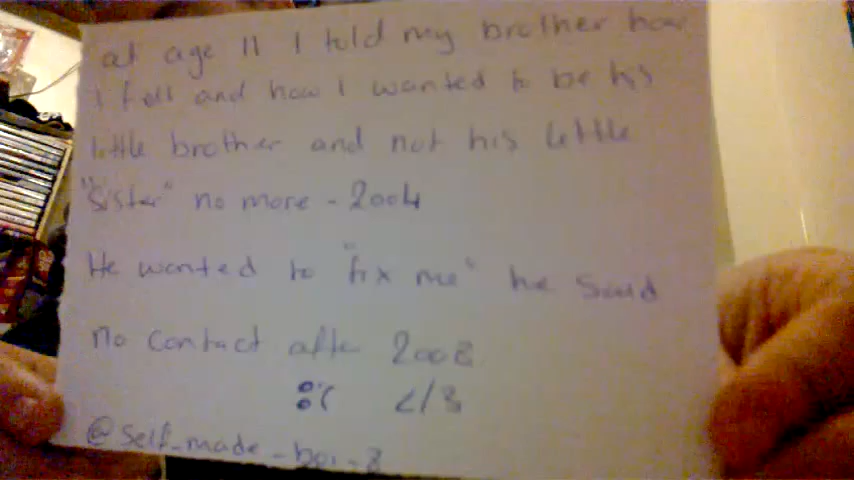 at age 11 I told my brother how
I fell and how I wanted to be his
little brother and not his little
"sister" no more - 2004
He wanted to "fix me" he said
no contact after 2008
:( </3
@self_made_boi_3